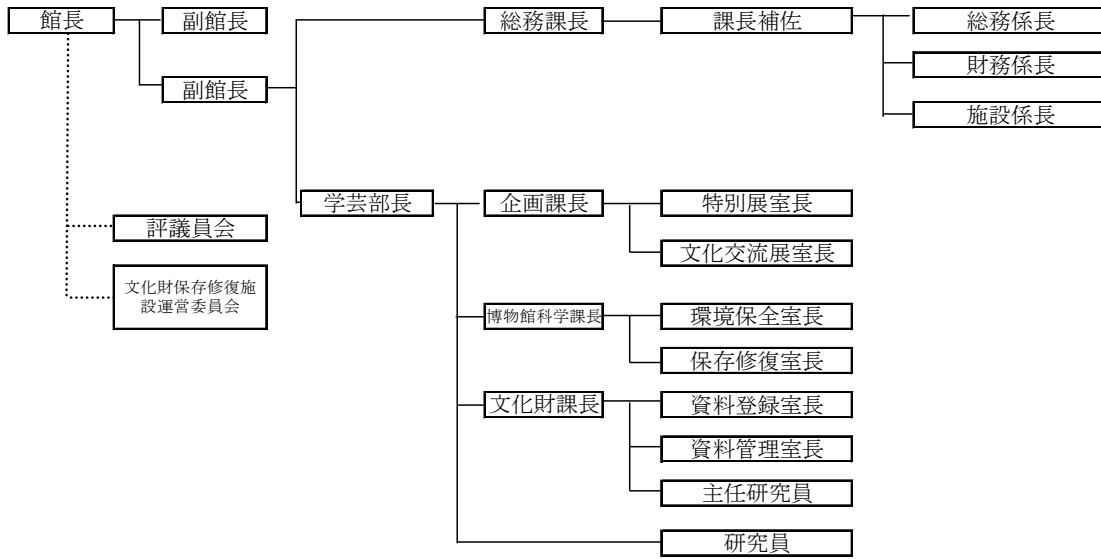 館長
副館長
総務課長
課長補佐
総務係長
財務係長
副館長
施設係長
学芸部長
企画課長
特別展室長
評議員会
文化交流展室長
文化財保存修復施
設運営委員会
博物館科学課長
環境保全室長
保存修復室長
文化財課長
資料登録室長
資料管理室長
主任研究員
研究員